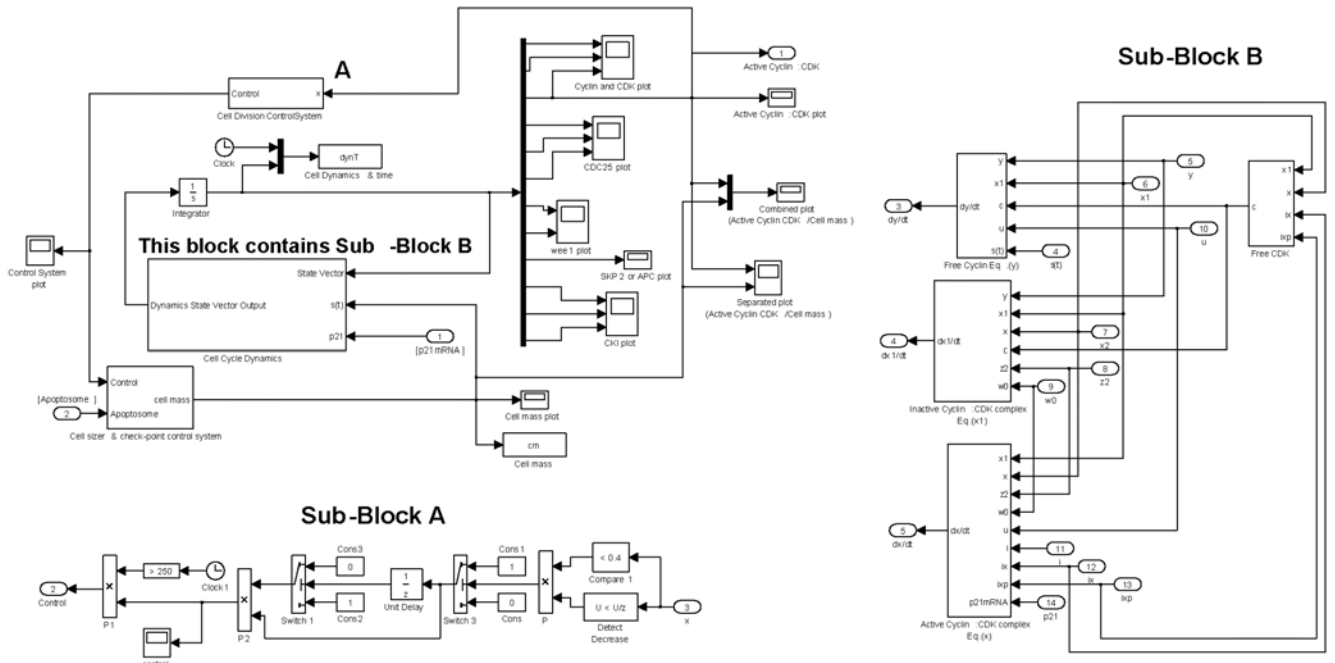 A
Control
x
Cell Division ControlSystem
Clock
dynT
Cell Dynamics & time
1
s
Integrator
This block contains Sub -Block B
Control System
plot
State Vector
Dynamics State Vector Output
s(t)
p21
Cell Cycle Dynamics
1
[p21mRNA ]
[Apoptosome ]
2
Control
Apoptosome
cell mass
Cell sizer & check-point control system
Cell mass plot
cm
Cell mass
Cyclin and CDK plot
CDC25 plot
wee1 plot
SKP 2 or APC plot
CKI plot
1
Active Cyclin :CDK
Active Cyclin :CDK plot
Combined plot
(Active Cyclin CDK /Cell mass )
Separated plot
(Active Cyclin CDK /Cell mass )
Sub-Block A
2
Control
P1
> 250
Clock1
P2
Cons3
0
1
Cons2
Switch 1
1
z
Unit Delay
Cons1
1
0
Cons
Switch 3
P
< 0.4
Compare 1
U < U/z
Detect
Decrease
3
x
Sub-Block B
3
dy/dt
y
x1
c
u
s(t)
dy/dt
Free Cyclin Eq .(y)
5
y
6
x1
10
u
4
s(t)
x1
x
ix
ixp
c
Free CDK
4
dx1/dt
y
x1
x
c
z2
w0
dx1/dt
Inactive Cyclin :CDK complex
Eq.(x1)
7
x2
8
z2
9
w0
5
dx/dt
x1
x
z2
w0
u
i
ix
ixp
p21mRNA
dx/dt
Active Cyclin :CDK complex
Eq.(x)
11
i
12
ix
13
ixp
14
p21